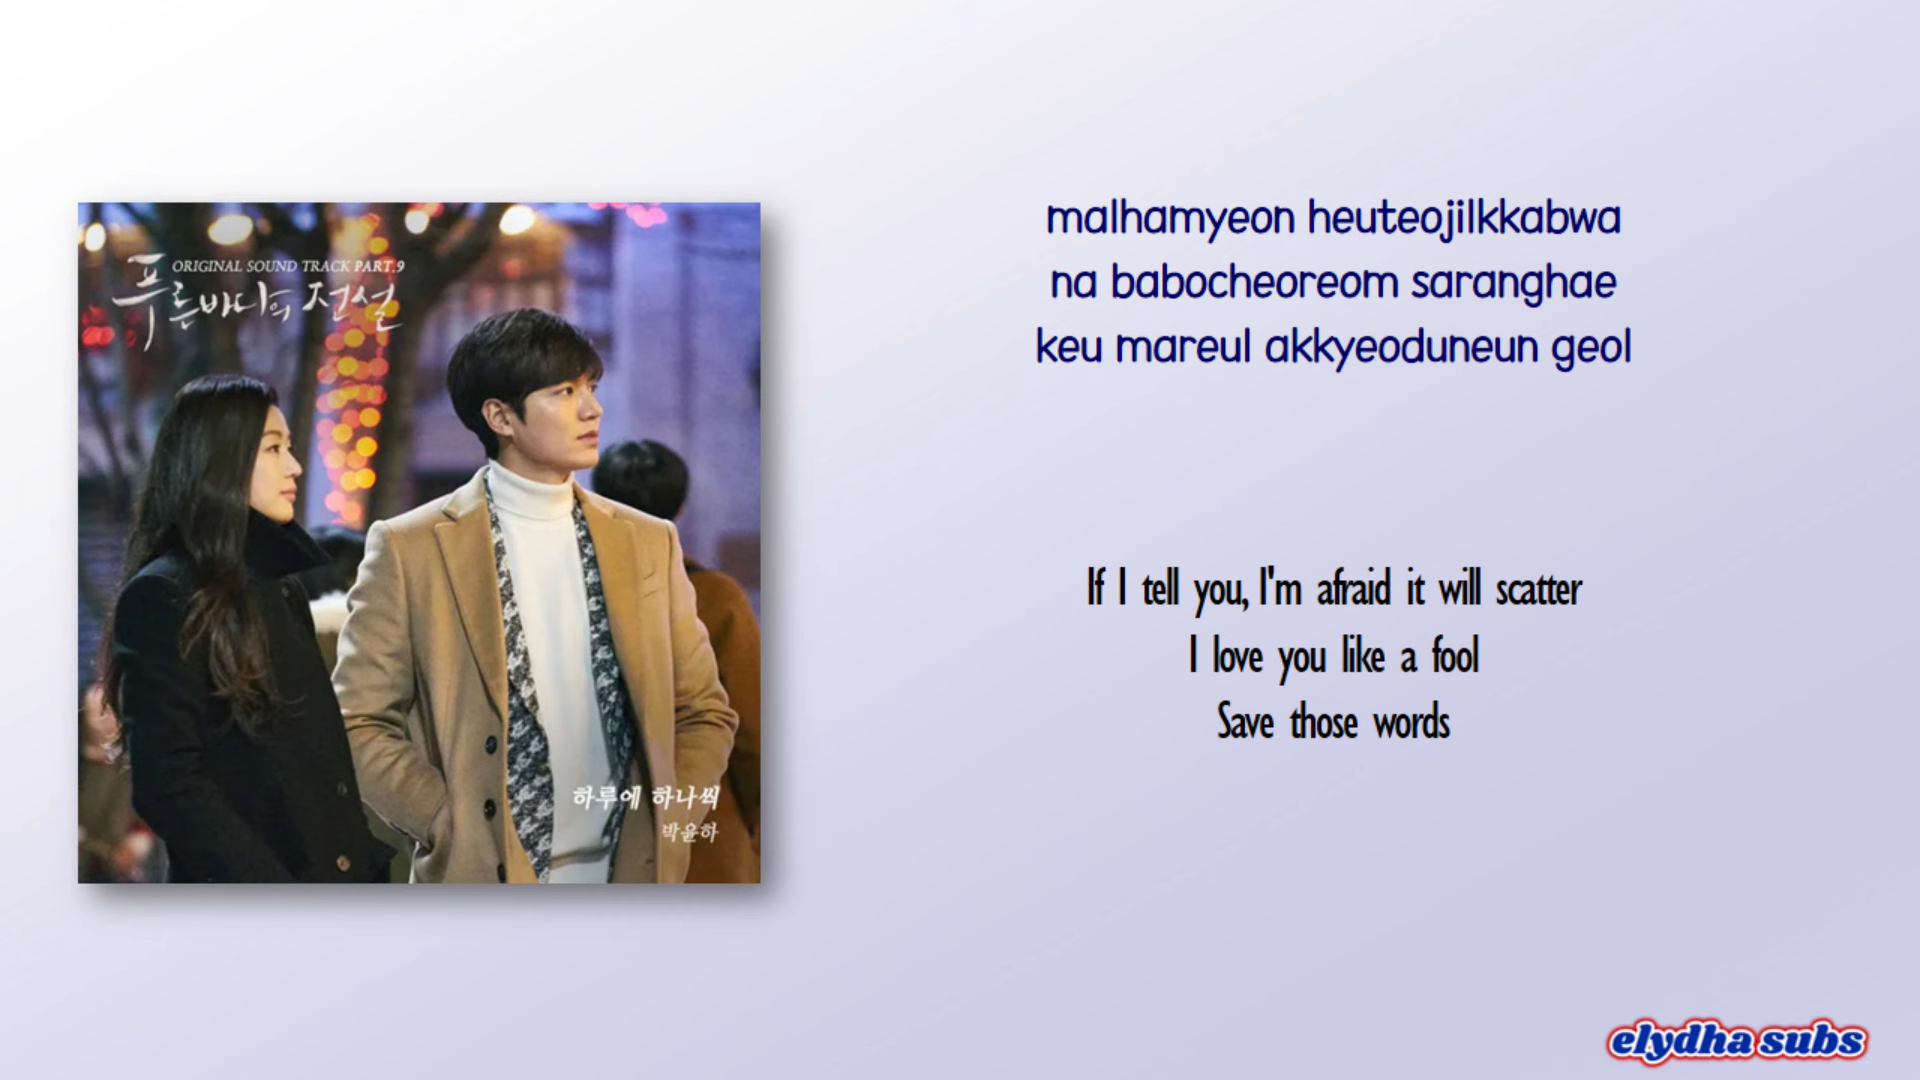 ORIGINAL SOUND TRACK PART.9
푸른바다의 전설
하루에 하나씩
박윤하
malhamyeon heuteojilkkabwa
na babocheoreom saranghae
keu mareul akkyeoduneun geol
If I tell you, I'm afraid it will scatter
I love you like a fool
Save those words
elydha subs